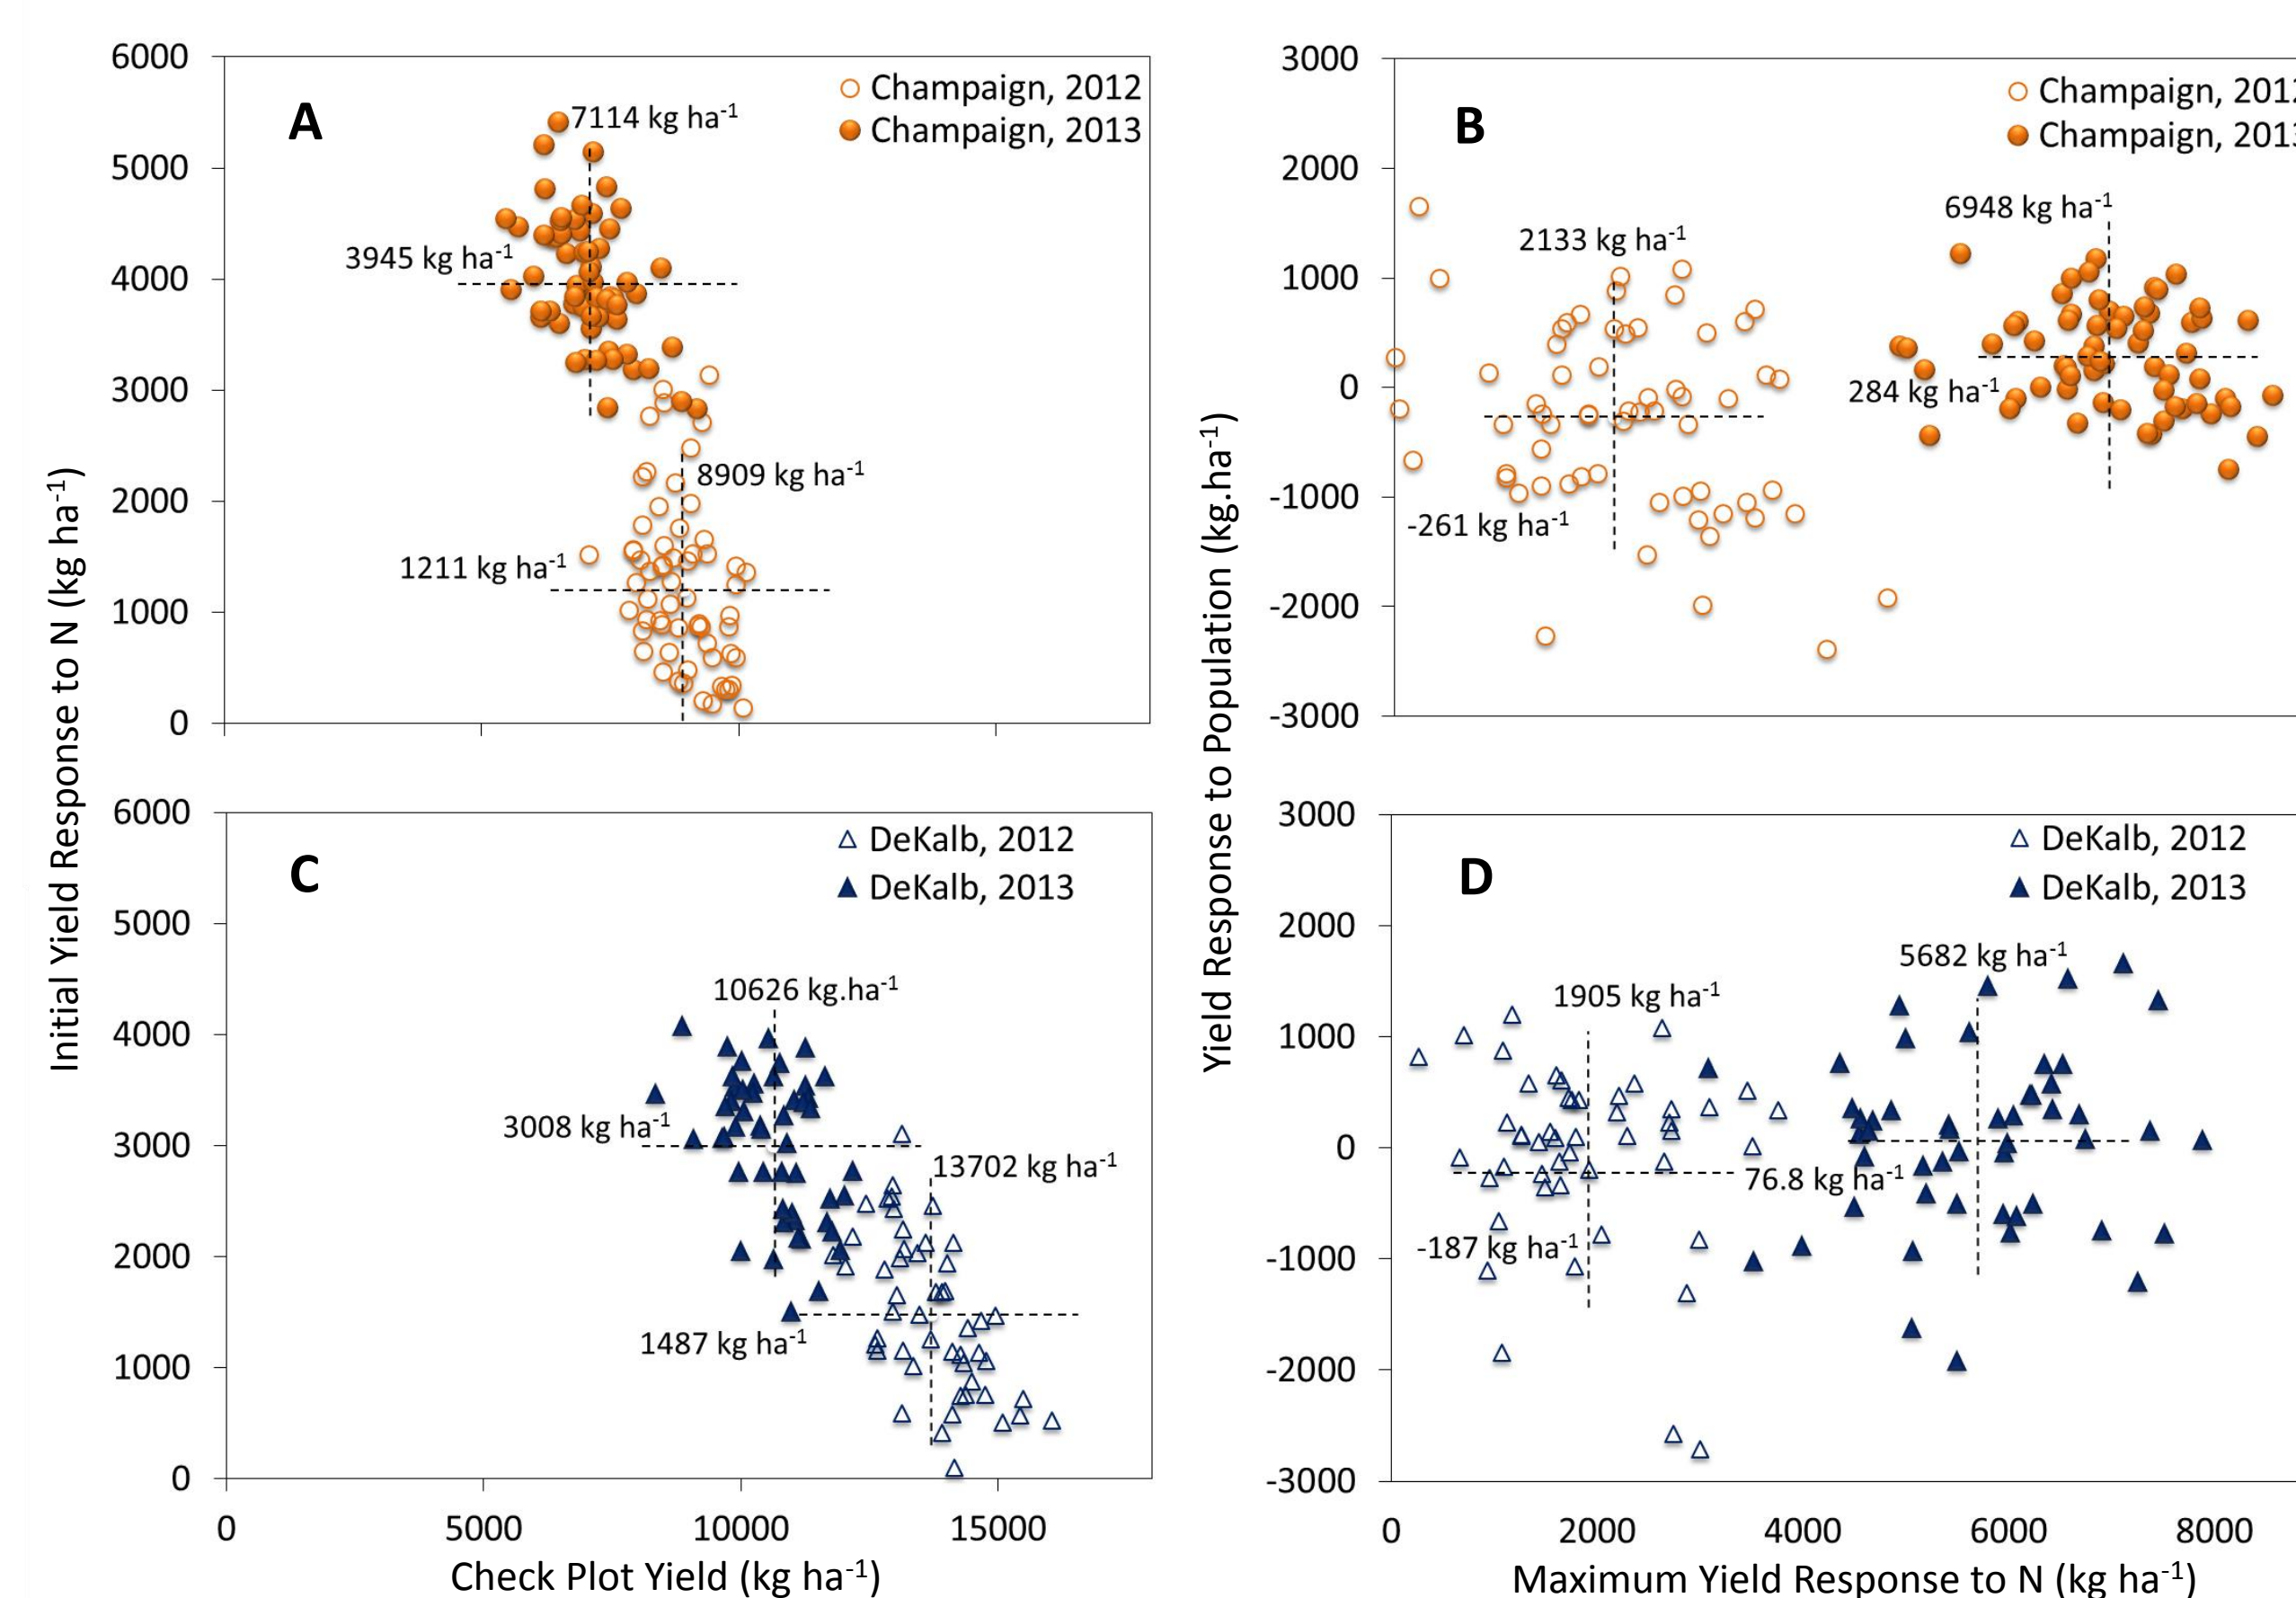 Initial Yield Response to N (kg ha-1)
A
6000
5000
4000
3000
2000
1000
0
Champaign, 2012
Champaign, 2013
7114 kg ha-1
3945 kg ha-1
8909 kg ha-1
1211 kg ha-1
Yield Response to Population (kg.ha-1)
B
3000
2000
1000
0
-1000
-2000
-3000
Champaign, 201
Champaign, 201
6948 kg ha-1
2133 kg ha-1
284 kg ha-1
-261 kg ha-1
C
6000
5000
4000
3000
2000
1000
0
DeKalb, 2012
DeKalb, 2013
10626 kg.ha-1
3008 kg ha-1
13702 kg ha-1
1487 kg ha-1
0 5000 10000 15000
Check Plot Yield (kg ha-1)
D
3000
2000
1000
0
-1000
-2000
-3000
DeKalb, 2012
DeKalb, 2013
5682 kg ha-1
1905 kg ha-1
76.8 kg ha-1
-187 kg ha-1
0 2000 4000 6000 8000
Maximum Yield Response to N (kg ha-1)